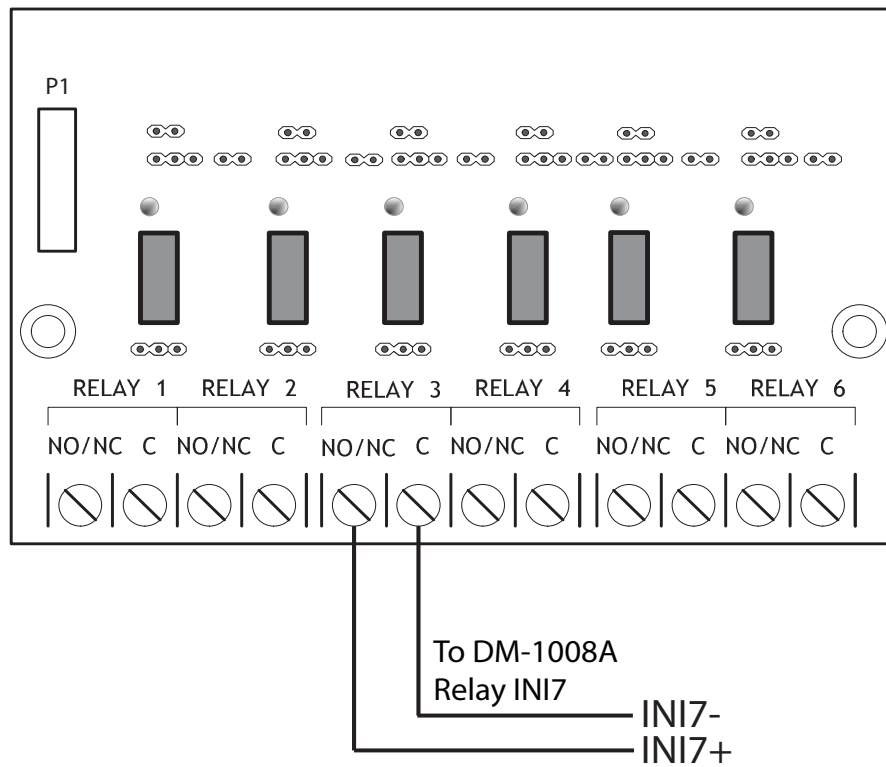 P1
RELAY 1 RELAY 2 RELAY 3 RELAY 4 RELAY 5 RELAY 6
NO/NC C NO/NC C NO/NC C NO/NC C NO/NC C NO/NC C
To DM-1008A
Relay INI7
INI7-
INI7+